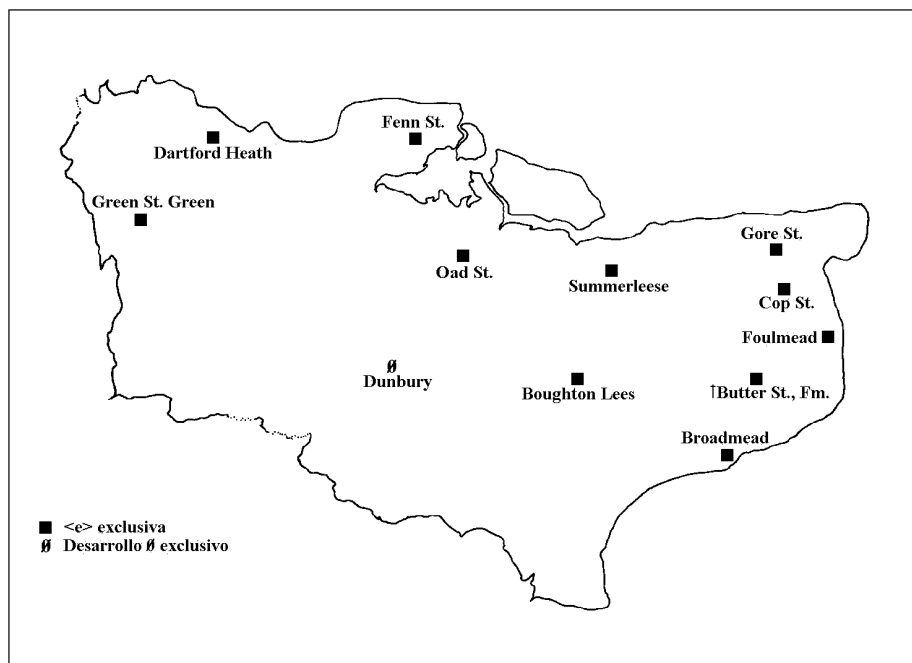 Fenn St.
Dartford Heath
Green St. Green
Gore St.
Oad St.
Summerleese
Cop St.
Foulmead
Ø
Dunbury
Boughton Lees
†Butter St., Fm.
Broadmead
<e> exclusiva
Ø Desarrollo Ø exclusivo